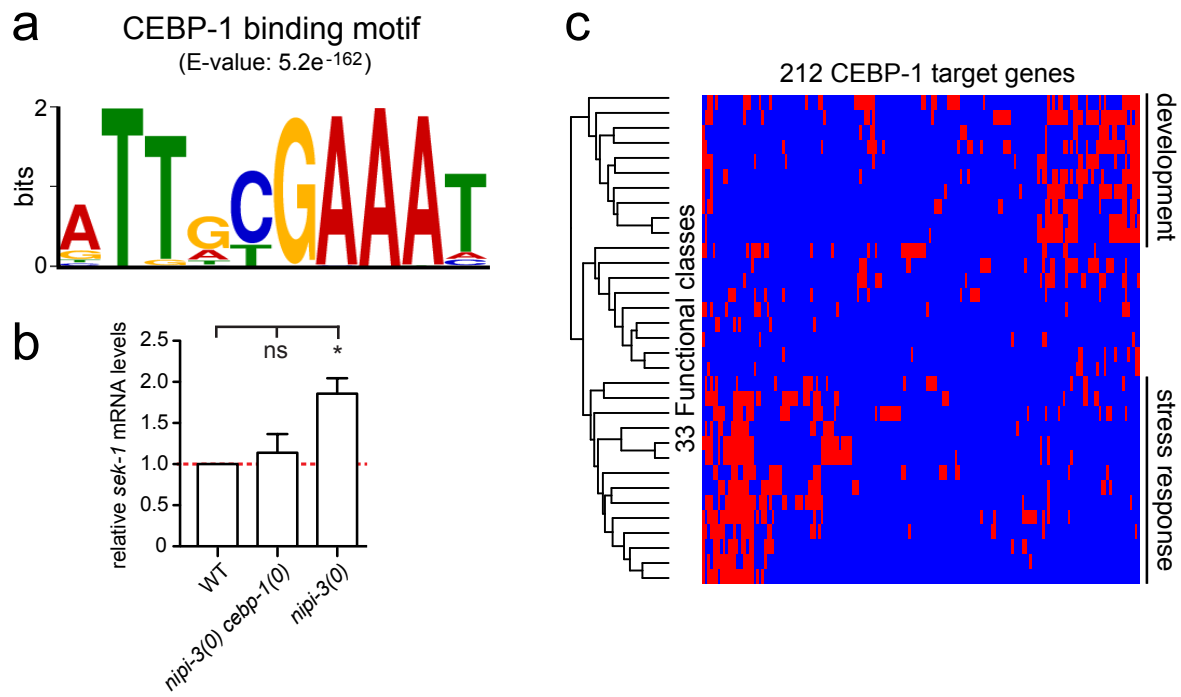 a
CEBP-1 binding motif
(E-value: 5.2e-162)
bits
2
0
A
G
T
C
T
T
G
G
A
T
C
T
G
A
A
A
T
A
C
b
relative sek-1 mRNA levels
2.5
2.0
1.5
1.0
0.5
0
ns
*
WT
nipi-3(0) cebp-1(0)
nipi-3(0)
c
212 CEBP-1 target genes
33 Functional classes
development
stress response